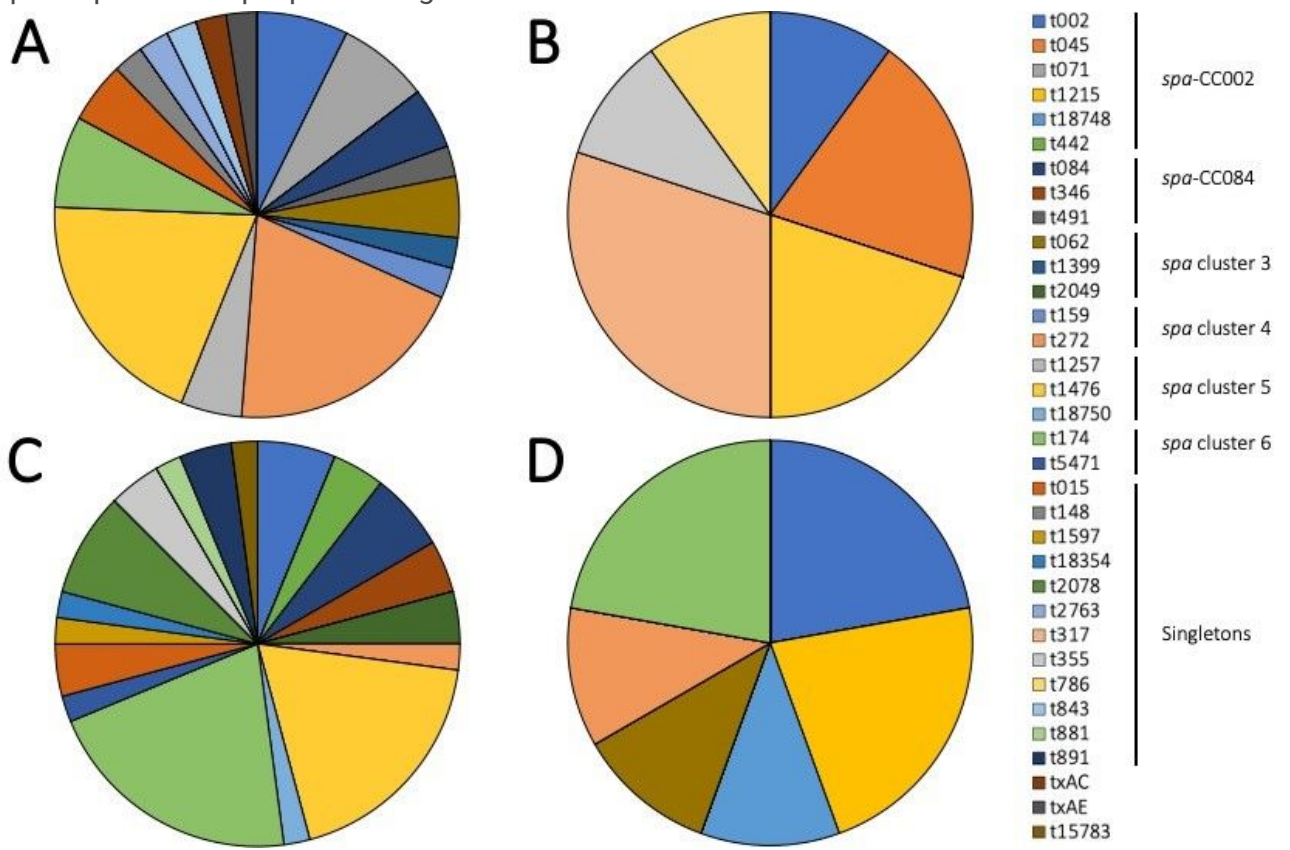 A
B
C
D
t002
t045
t071
t1215
t18748
t442
spa-CC002
t084
t346
t491
spa-CC084
t062
t1399
t2049
spa cluster 3
t159
t272
spa cluster 4
t1257
t1476
t18750
spa cluster 5
t174
t5471
spa cluster 6
t015
t148
t1597
t18354
t2078
t2763
t317
t355
t786
t843
t881
t891
Singletons
txAC
txAE
t15783